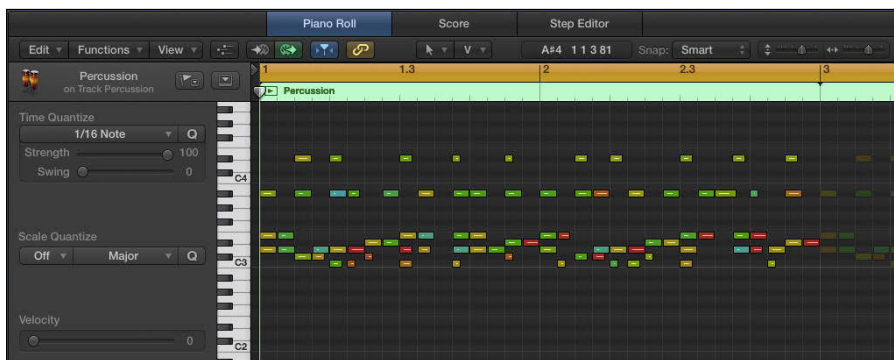 Piano Roll Score Step Editor
Edit Functions View V A#4 1 1 3 81 Snap: Smart
Percussion
on Track Percussion
1 1.3 2 2.3 3
Percussion
Time Quantize
1/16 Note Q
Strength 100
Swing 0
C4
Scale Quantize
Off Major Q
C3
Velocity
0
C2